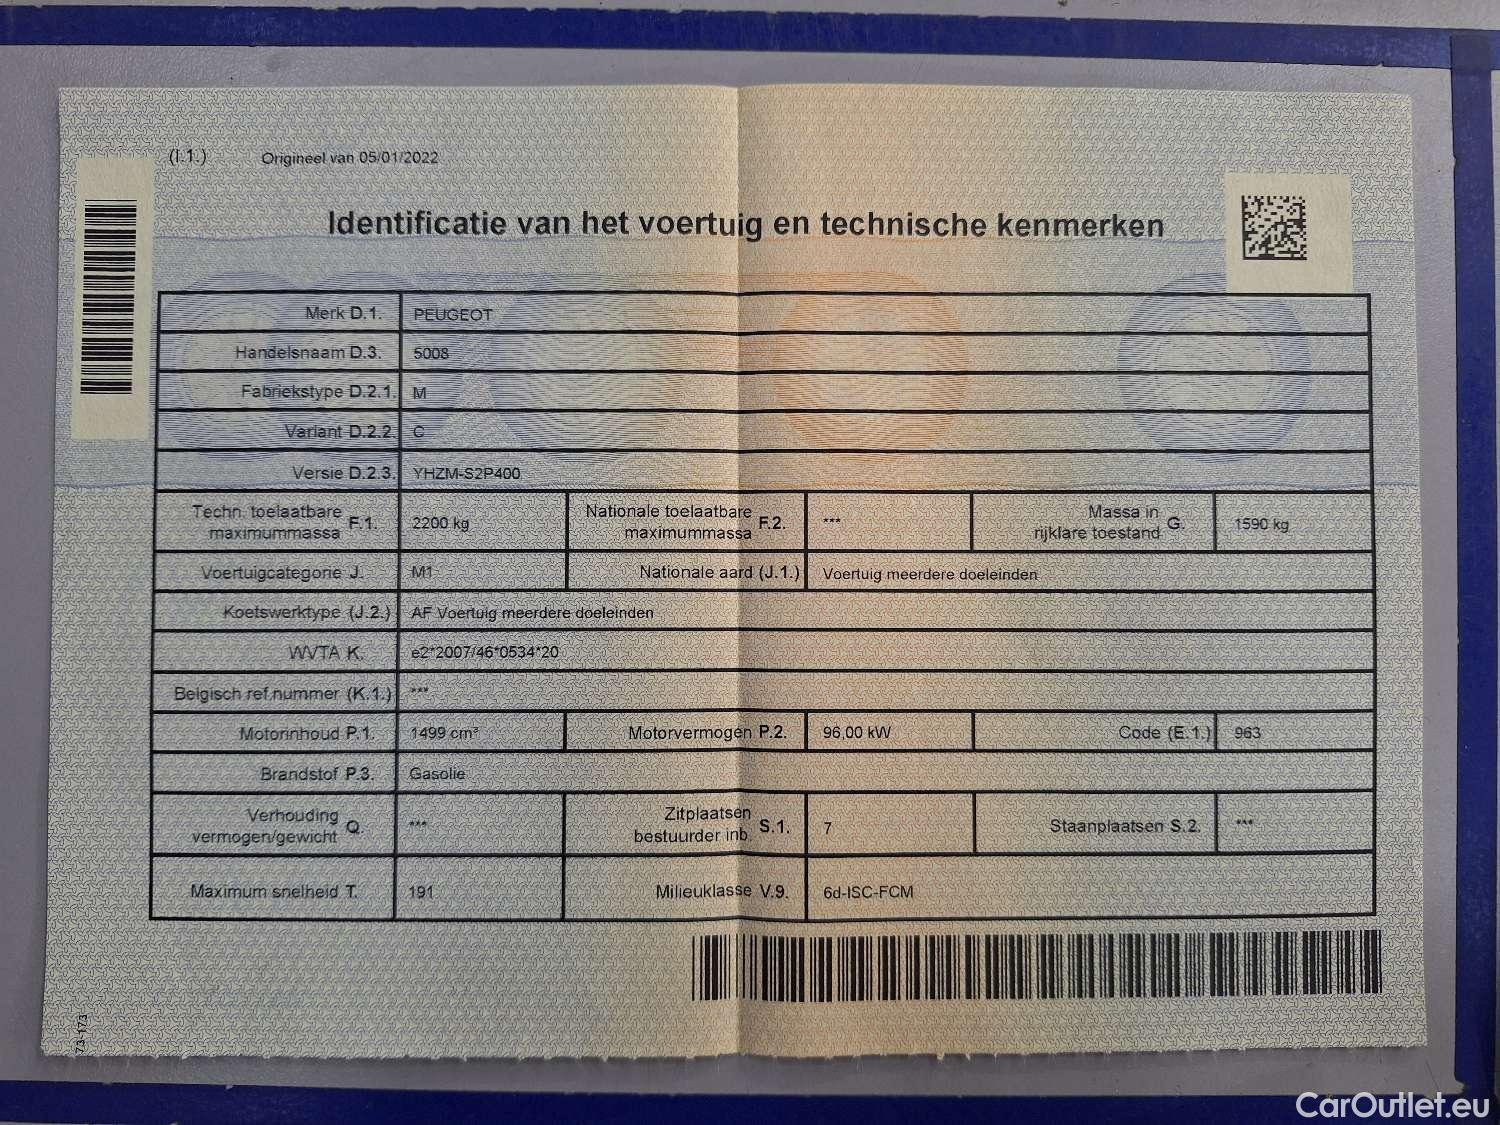 (I.1.) Origineel van 05/01/2022
Identificatie van het voertuig en technische kenmerken
Merk D.1. PEUGEOT
Handelsnaam D.3. 5008
Fabriekstype D.2.1. M
Variant D.2.2. C
Versie D.2.3. YHZM-S2P400
Techn. toelaatbare maximummassa F.1. 2200 kg Nationale toelaatbare maximummassa F.2. *** Massa in rijklare toestand G. 1590 kg
Voertuigcategorie J. M1 Nationale aard (J.1.) Voertuig meerdere doeleinden
Koetswerktype (J.2.) AF Voertuig meerdere doeleinden
WVTA K. e2*2007/46*0534*20
Belgisch ref.nummer (K.1.) ***
Motorinhoud P.1. 1499 cm³ Motorvermogen P.2. 96,00 kW Code (E.1.) 963
Brandstof P.3. Gasolie
Verhouding vermogen/gewicht Q. *** Zitplaatsen bestuurder inb. S.1. 7 Staanplaatsen S.2. ***
Maximum snelheid T. 191 Milieuklasse V.9. 6d-ISC-FCM
73-173
CarOutlet.eu